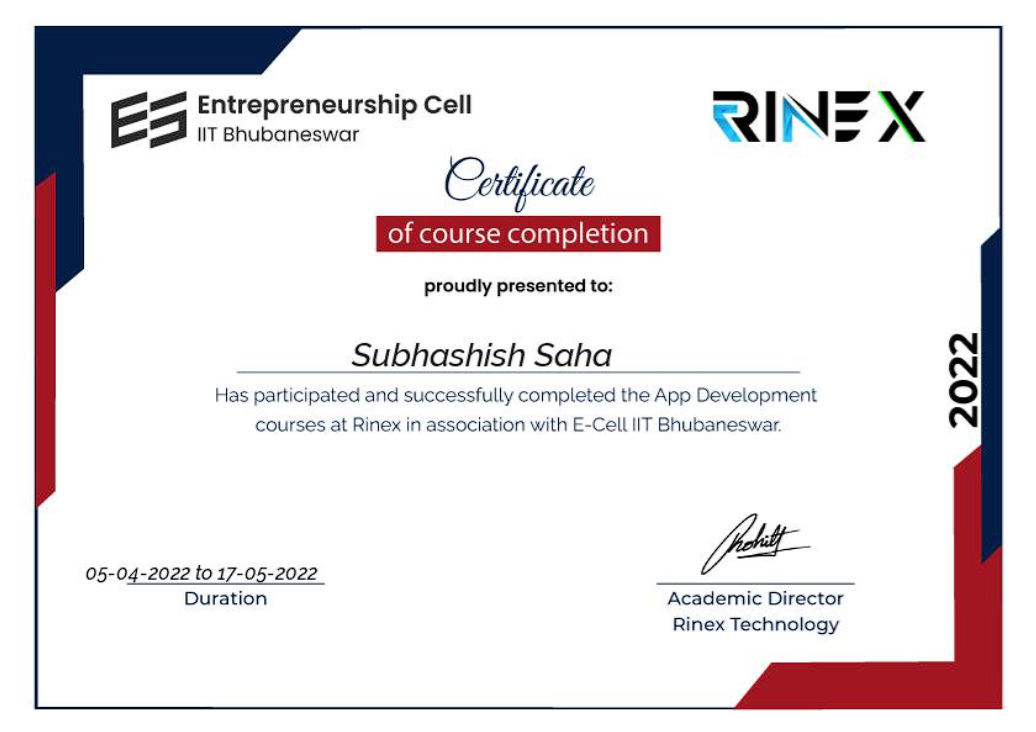 Entrepreneurship Cell
IIT Bhubaneswar
RINEX
Certificate
of course completion
proudly presented to:
Subhashish Saha
Has participated and successfully completed the App Development
courses at Rinex in association with E-Cell IIT Bhubaneswar.
2022
05-04-2022 to 17-05-2022
Duration
Academic Director
Rinex Technology